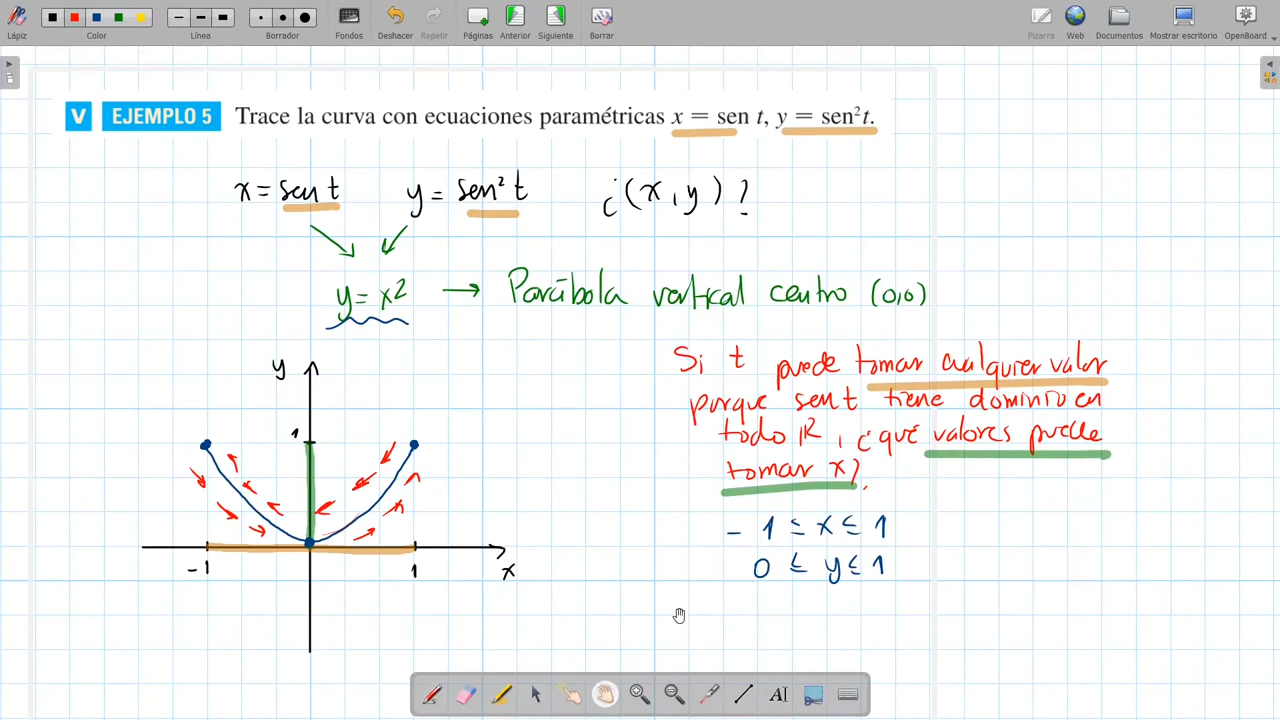 Lápiz
Color
Línea
Borrador
Fondos
Deshacer
Repetir
Páginas
Anterior
Siguiente
Borrar
Pizarra
Web
Documentos
Mostrar escritorio
OpenBoard
V EJEMPLO 5 Trace la curva con ecuaciones paramétricas x = sen t, y = sen²t.
x = sen t y = sen² t ¿(x, y)?
y = x² → Parábola vertical centro (0,0)
Si t puede tomar cualquier valor
porque sen t tiene dominio en
todo ℝ, ¿qué valores puede
tomar x?
-1 ≤ x ≤ 1
0 ≤ y ≤ 1
y
1
-1
1
x
AI